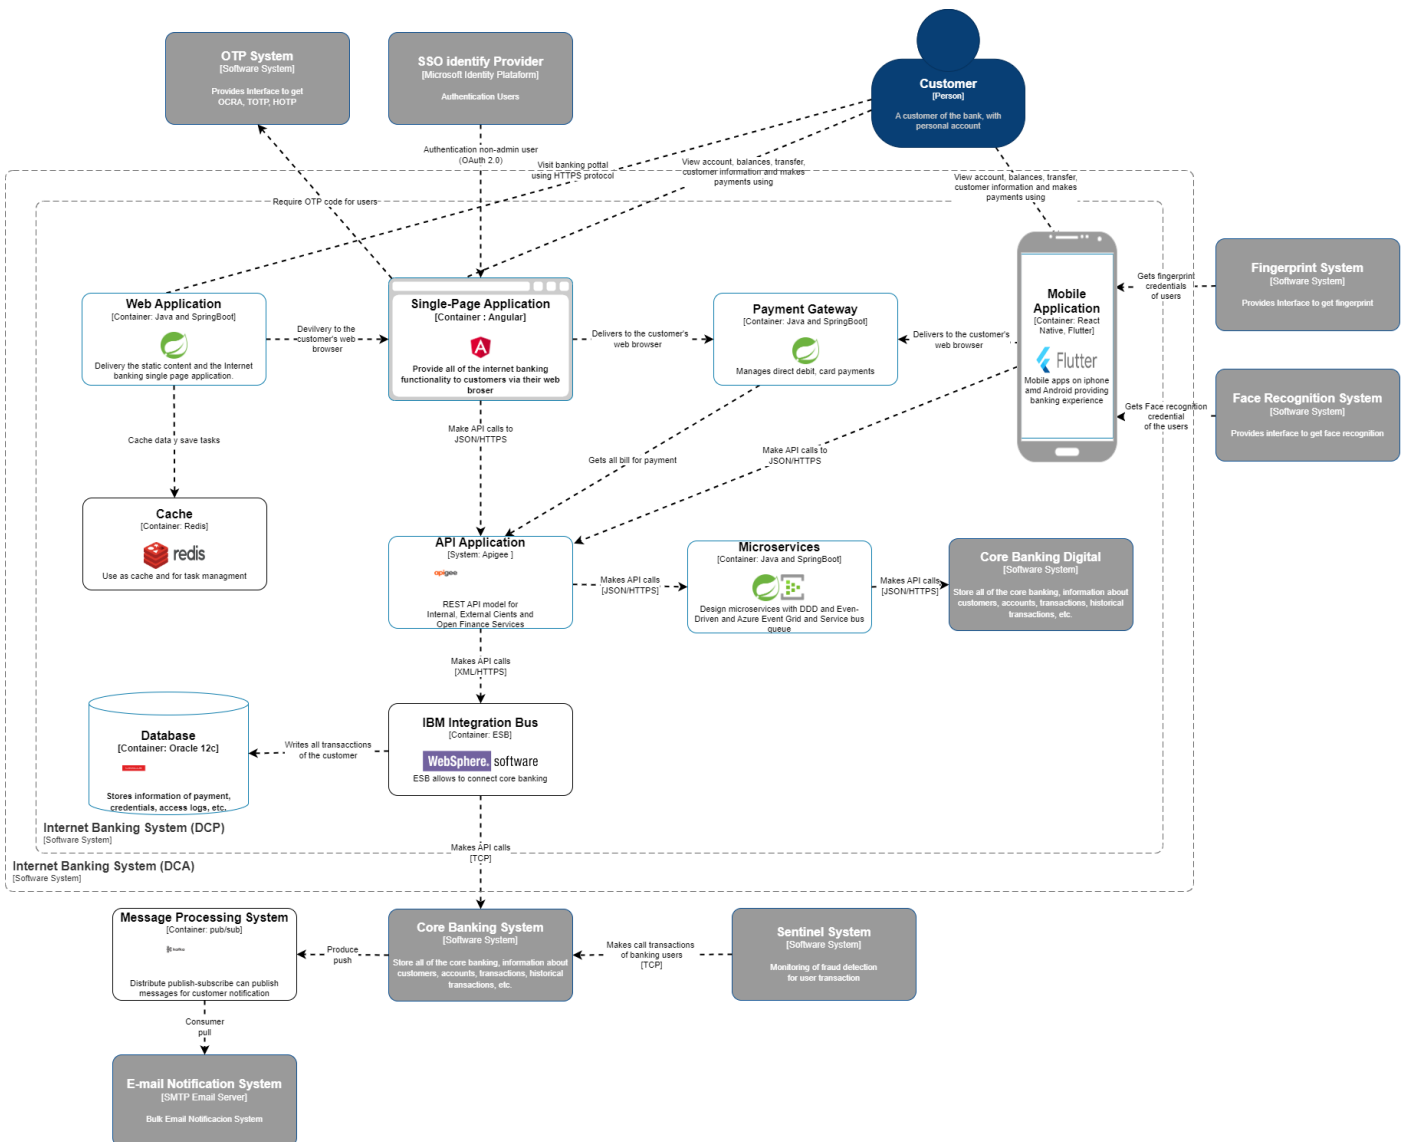 OTP System
[Software System]
Provides Interface to get
OCRA, TOTP, HOTP
SSO identify Provider
[Microsoft Identity Plataform]
Authentication Users
Customer
[Person]
A customer of the bank, with
personal account
Authentication non-admin user
(OAuth 2.0)
Visit banking pottal
using HTTPS protocol
View account, balances, transfer,
customer information and makes
payments using
View account, balances, transfer,
customer information and makes
payments using
Require OTP code for users
Web Application
[Container: Java and SpringBoot]
Delivery the static content and the Internet
banking single page application.
Devilvery to the
customer's web
browser
Single-Page Application
[Container : Angular]
Provide all of the internet banking
functionality to customers via their web
broser
Delivers to the customer's
web browser
Payment Gateway
[Container: Java and SpringBoot]
Manages direct debit, card payments
Delivers to the customer's
web browser
Mobile
Application
[Container: React
Native, Flutter]
Flutter
Mobile apps on iphone
amd Android providing
banking experience
Gets fingerprint
credentials
of users
Fingerprint System
[Software System]
Provides Interface to get fingerprint
Gets Face recognition
credential
of the users
Face Recognition System
[Software System]
Provides interface to get face recognition
Cache data y save tasks
Make API calls to
JSON/HTTPS
Gets all bill for payment
Make API calls to
JSON/HTTPS
Cache
[Container: Redis]
redis
Use as cache and for task managment
API Application
[System: Apigee ]
apigee
REST API model for
Internal, External Cients and
Open Finance Services
Makes API calls
[JSON/HTTPS]
Microservices
[Container: Java and SpringBoot]
Design microservices with DDD and Even-
Driven and Azure Event Grid and Service bus
queue
Makes API calls
[JSON/HTTPS]
Core Banking Digital
[Software System]
Store all of the core banking, information about
customers, accounts, transactions, historical
transactions, etc.
Makes API calls
[XML/HTTPS]
Database
[Container: Oracle 12c]
Stores information of payment,
credentials, access logs, etc.
Writes all transacctions
of the customer
IBM Integration Bus
[Container: ESB]
WebSphere. software
ESB allows to connect core banking
Internet Banking System (DCP)
[Software System]
Makes API calls
[TCP]
Internet Banking System (DCA)
[Software System]
Message Processing System
[Container: pub/sub]
kafka
Distribute publish-subscribe can publish
messages for customer notification
Produce
push
Core Banking System
[Software System]
Store all of the core banking, information about
customers, accounts, transactions, historical
transactions, etc.
Makes call transactions
of banking users
[TCP]
Sentinel System
[Software System]
Monitoring of fraud detection
for user transaction
Consumer
pull
E-mail Notification System
[SMTP Email Server]
Bulk Email Notificacion System